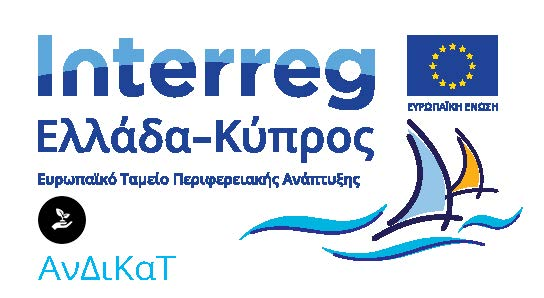 Interreg
ΕΥΡΩΠΑΪΚΗ ΕΝΩΣΗ
Ελλάδα-Κύπρος
Ευρωπαϊκό Ταμείο Περιφερειακής Ανάπτυξης
ΑνΔιΚαΤ